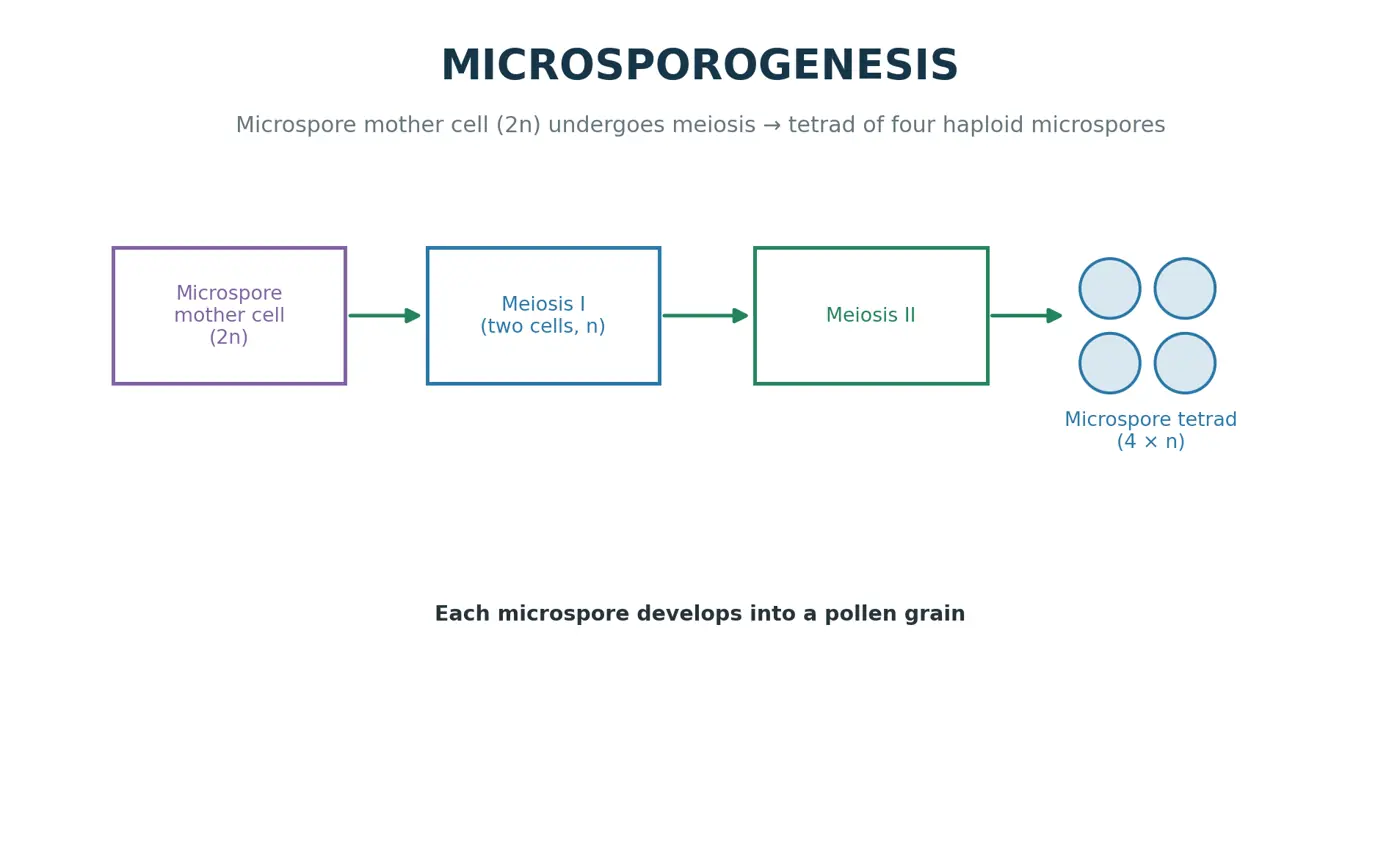 MICROSPOROGENESIS
Microspore mother cell (2n) undergoes meiosis → tetrad of four haploid microspores
Microspore
mother cell
(2n)
Meiosis I
(two cells, n)
Meiosis II
Microspore tetrad
(4 × n)
Each microspore develops into a pollen grain